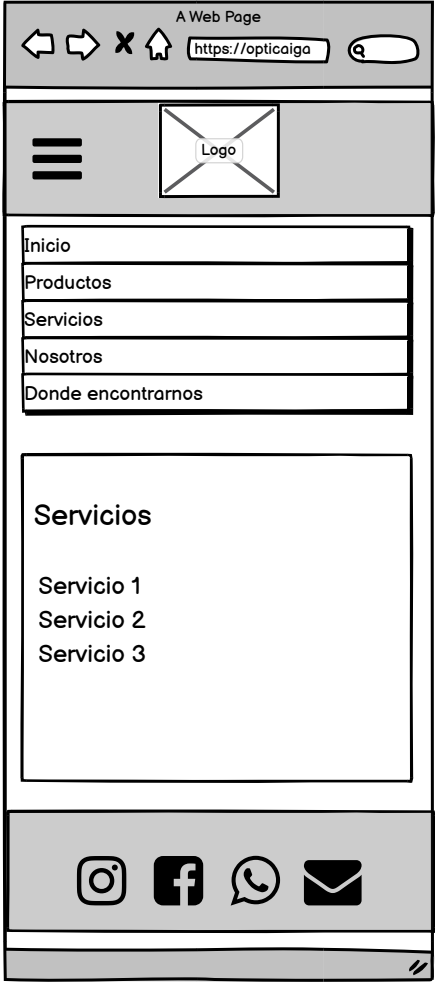 A Web Page
https://opticaiga
Logo
Inicio
Productos
Servicios
Nosotros
Donde encontrarnos
Servicios
Servicio 1
Servicio 2
Servicio 3